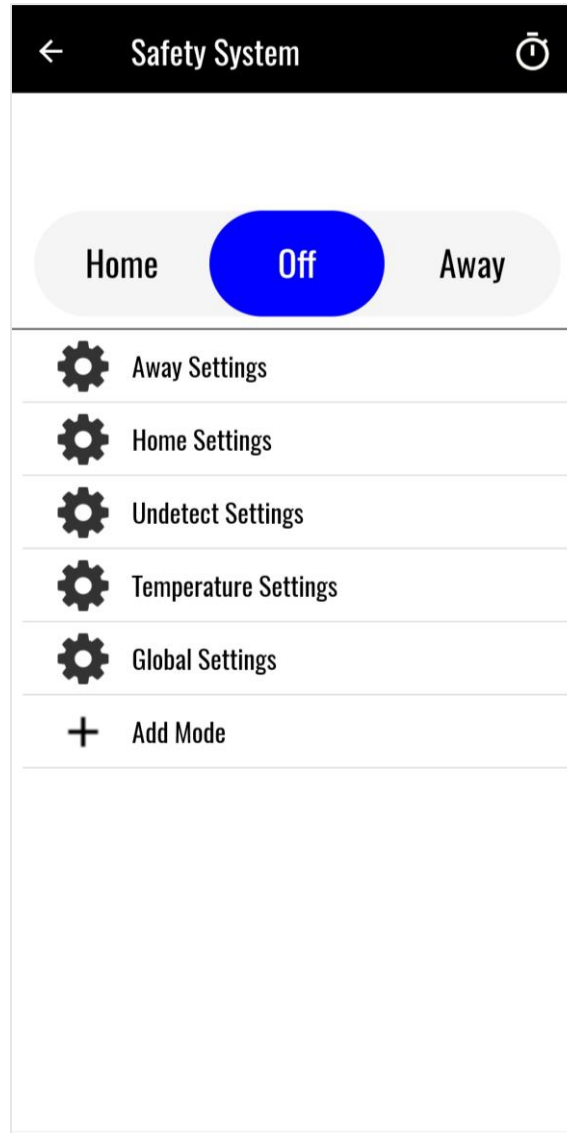 Safety System
Home Off Away
Away Settings
Home Settings
Undetect Settings
Temperature Settings
Global Settings
Add Mode